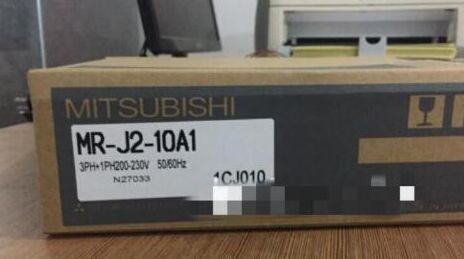 MITSUBISHI
MR-J2-10A1
3PH+1PH200-230V 50/60Hz
N27033
1CJ010